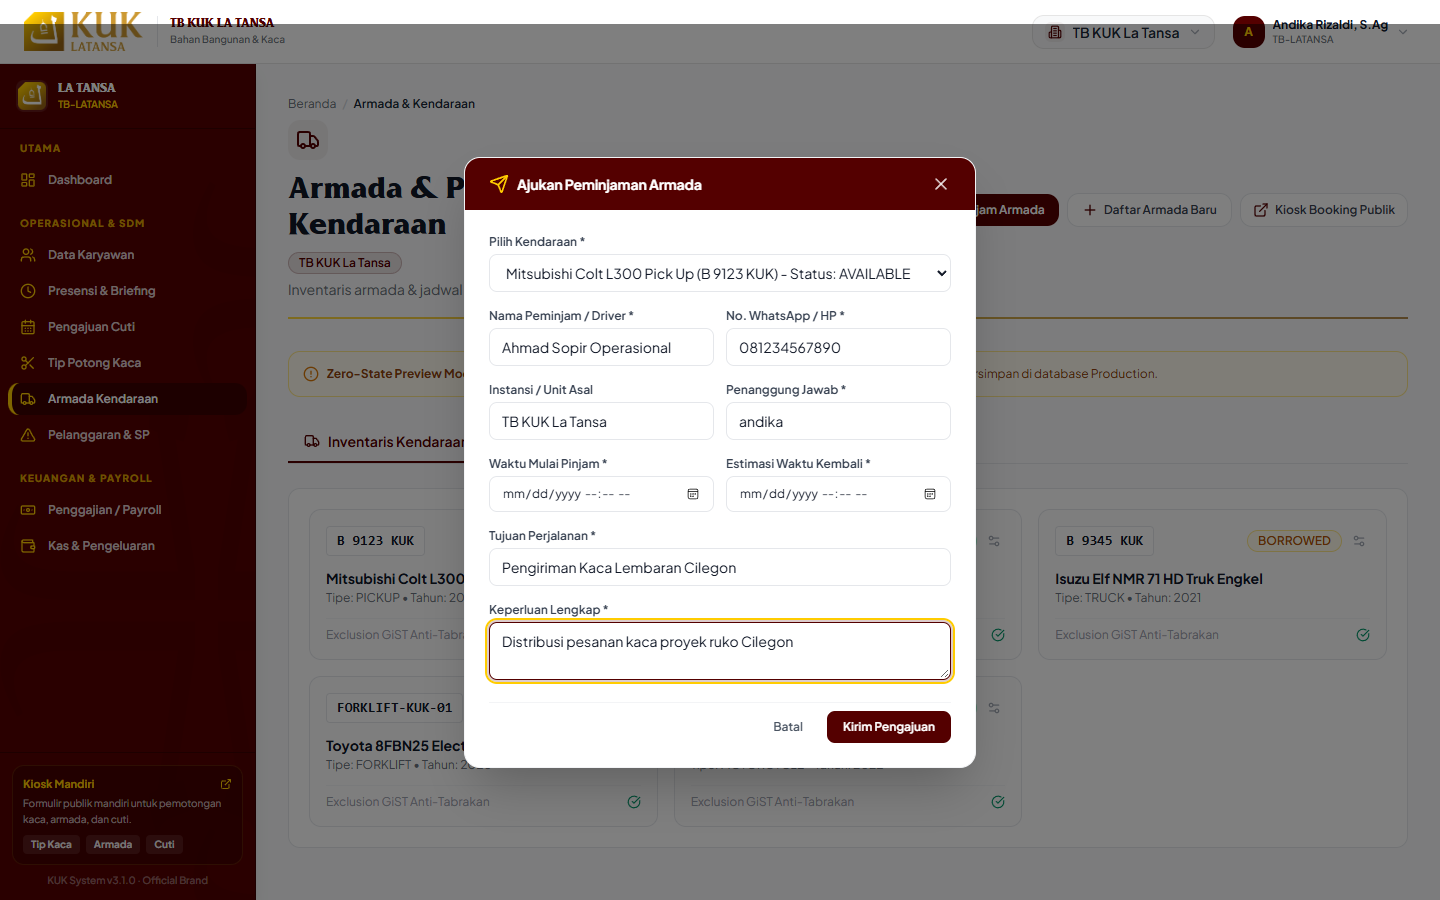 KUK
LATANSA
TB KUK LA TANSA
Bahan Bangunan & Kaca
TB KUK La Tansa
A
Andika Rizaldi, S.Ag
TB-LATANSA
LA TANSA
TB-LATANSA
UTAMA
Dashboard
OPERASIONAL & SDM
Data Karyawan
Presensi & Briefing
Pengajuan Cuti
Tip Potong Kaca
Armada Kendaraan
Pelanggaran & SP
KEUANGAN & PAYROLL
Penggajian / Payroll
Kas & Pengeluaran
Kiosk Mandiri
Formulir publik mandiri untuk pemotongan
kaca, armada, dan cuti.
Tip Kaca
Armada
Cuti
KUK System v3.1.0 · Official Brand
Beranda / Armada & Kendaraan
Armada & P
Kendaraan
TB KUK La Tansa
Inventaris armada & jadwal
jam Armada
Daftar Armada Baru
Kiosk Booking Publik
Zero-State Preview Mo
rsimpan di database Production.
Inventaris Kendaraan
B 9123 KUK
Mitsubishi Colt L300
Tipe: PICKUP • Tahun: 20
Exclusion GiST Anti-Tabra
B 9345 KUK
BORROWED
Isuzu Elf NMR 71 HD Truk Engkel
Tipe: TRUCK • Tahun: 2021
Exclusion GiST Anti-Tabrakan
FORKLIFT-KUK-01
Toyota 8FBN25 Elect
Tipe: FORKLIFT • Tahun:
Exclusion GiST Anti-Tabrakan
Exclusion GiST Anti-Tabrakan
Ajukan Peminjaman Armada
Pilih Kendaraan *
Mitsubishi Colt L300 Pick Up (B 9123 KUK) - Status: AVAILABLE
Nama Peminjam / Driver *
No. WhatsApp / HP *
Ahmad Sopir Operasional
081234567890
Instansi / Unit Asal
Penanggung Jawab *
TB KUK La Tansa
andika
Waktu Mulai Pinjam *
Estimasi Waktu Kembali *
mm/dd/yyyy --:-- --
mm/dd/yyyy --:-- --
Tujuan Perjalanan *
Pengiriman Kaca Lembaran Cilegon
Keperluan Lengkap *
Distribusi pesanan kaca proyek ruko Cilegon
Batal
Kirim Pengajuan